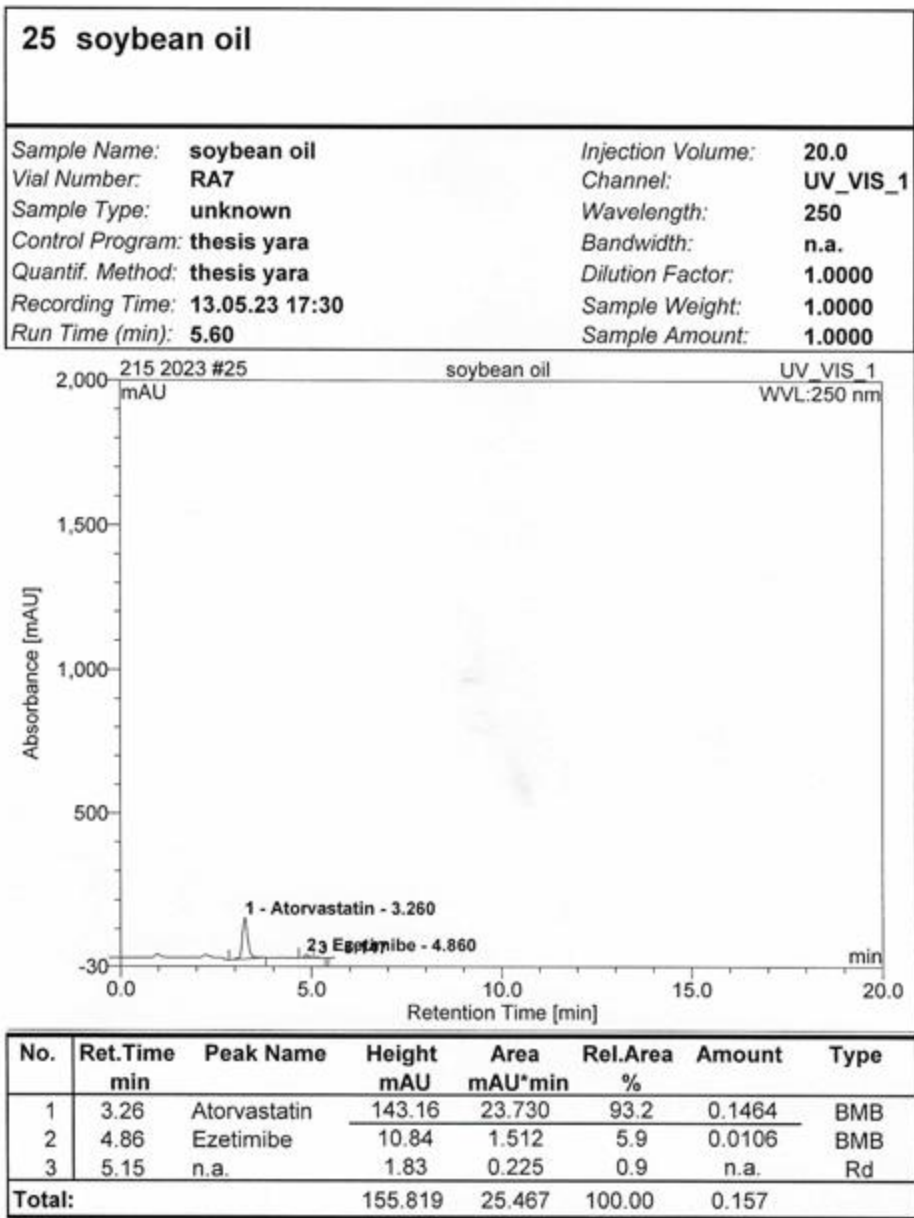 25 soybean oil
Sample Name: soybean oil Injection Volume: 20.0
Vial Number: RA7 Channel: UV_VIS_1
Sample Type: unknown Wavelength: 250
Control Program: thesis yara Bandwidth: n.a.
Quantif. Method: thesis yara Dilution Factor: 1.0000
Recording Time: 13.05.23 17:30 Sample Weight: 1.0000
Run Time (min): 5.60 Sample Amount: 1.0000
215 2023 #25 soybean oil UV_VIS_1
mAU WVL:250 nm
2,000
1,500
1,000
500
-30
Absorbance [mAU]
1 - Atorvastatin - 3.260
2 - Ezetimibe - 4.860
3 - 5.147
min
0.0 5.0 10.0 15.0 20.0
Retention Time [min]
No. Ret.Time Peak Name Height Area Rel.Area Amount Type
min mAU mAU*min %
1 3.26 Atorvastatin 143.16 23.730 93.2 0.1464 BMB
2 4.86 Ezetimibe 10.84 1.512 5.9 0.0106 BMB
3 5.15 n.a. 1.83 0.225 0.9 n.a. Rd
Total: 155.819 25.467 100.00 0.157